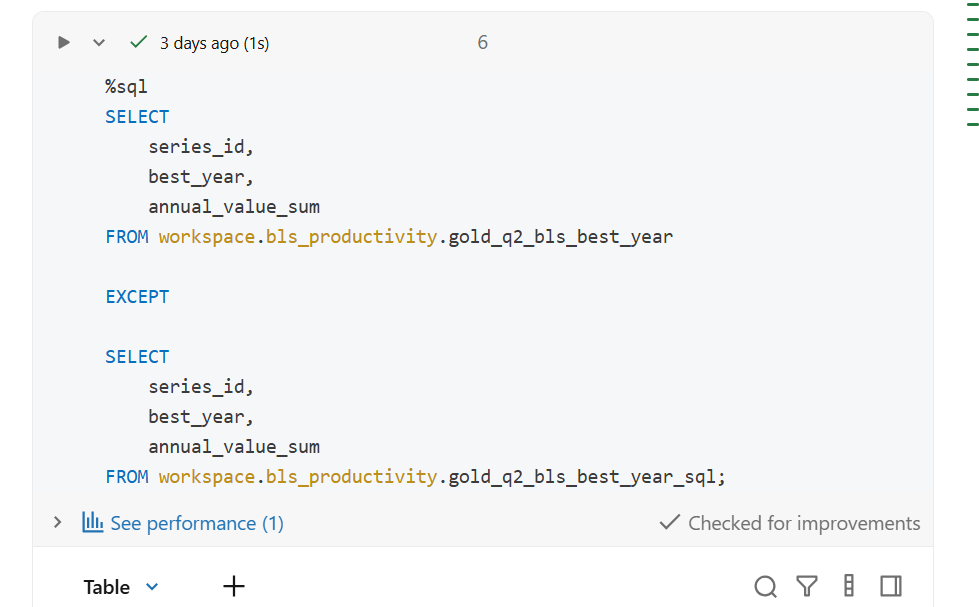 3 days ago (1s)
6
%sql
SELECT
series_id,
best_year,
annual_value_sum
FROM workspace.bls_productivity.gold_q2_bls_best_year
EXCEPT
SELECT
series_id,
best_year,
annual_value_sum
FROM workspace.bls_productivity.gold_q2_bls_best_year_sql;
See performance (1)
Checked for improvements
Table